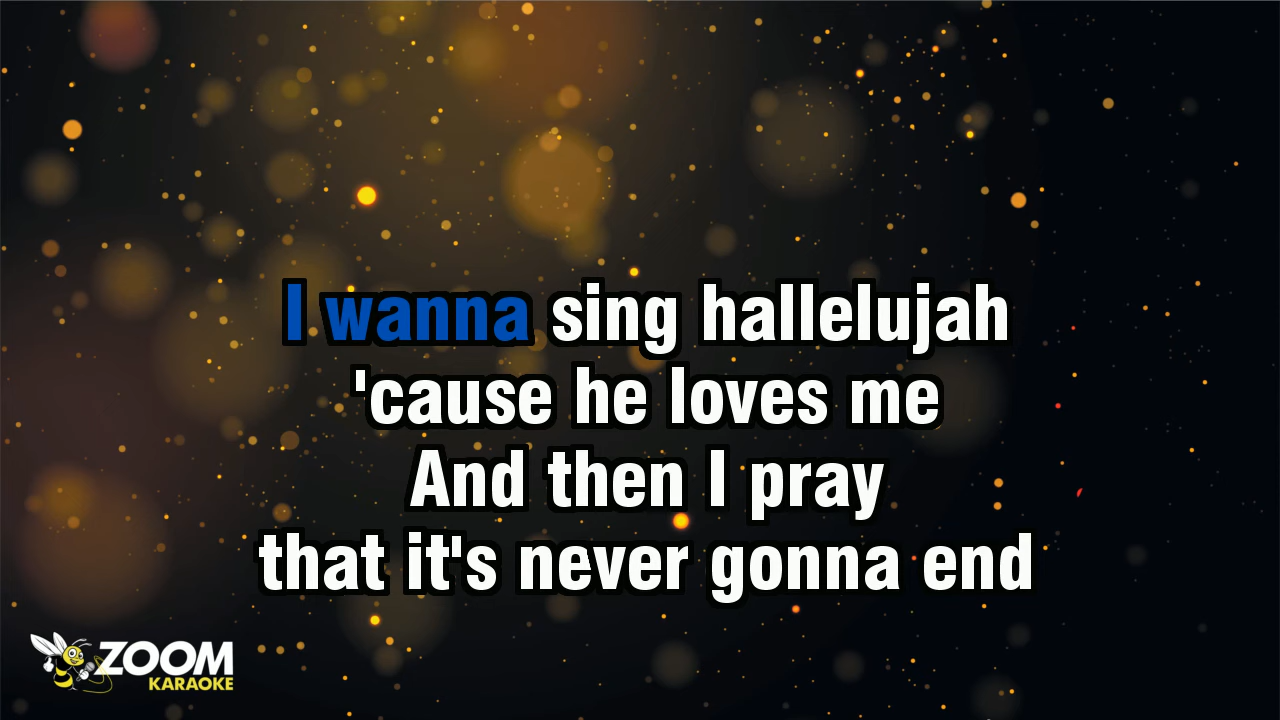 I wanna sing hallelujah
'cause he loves me
And then I pray
that it's never gonna end
ZOOM
KARAOKE